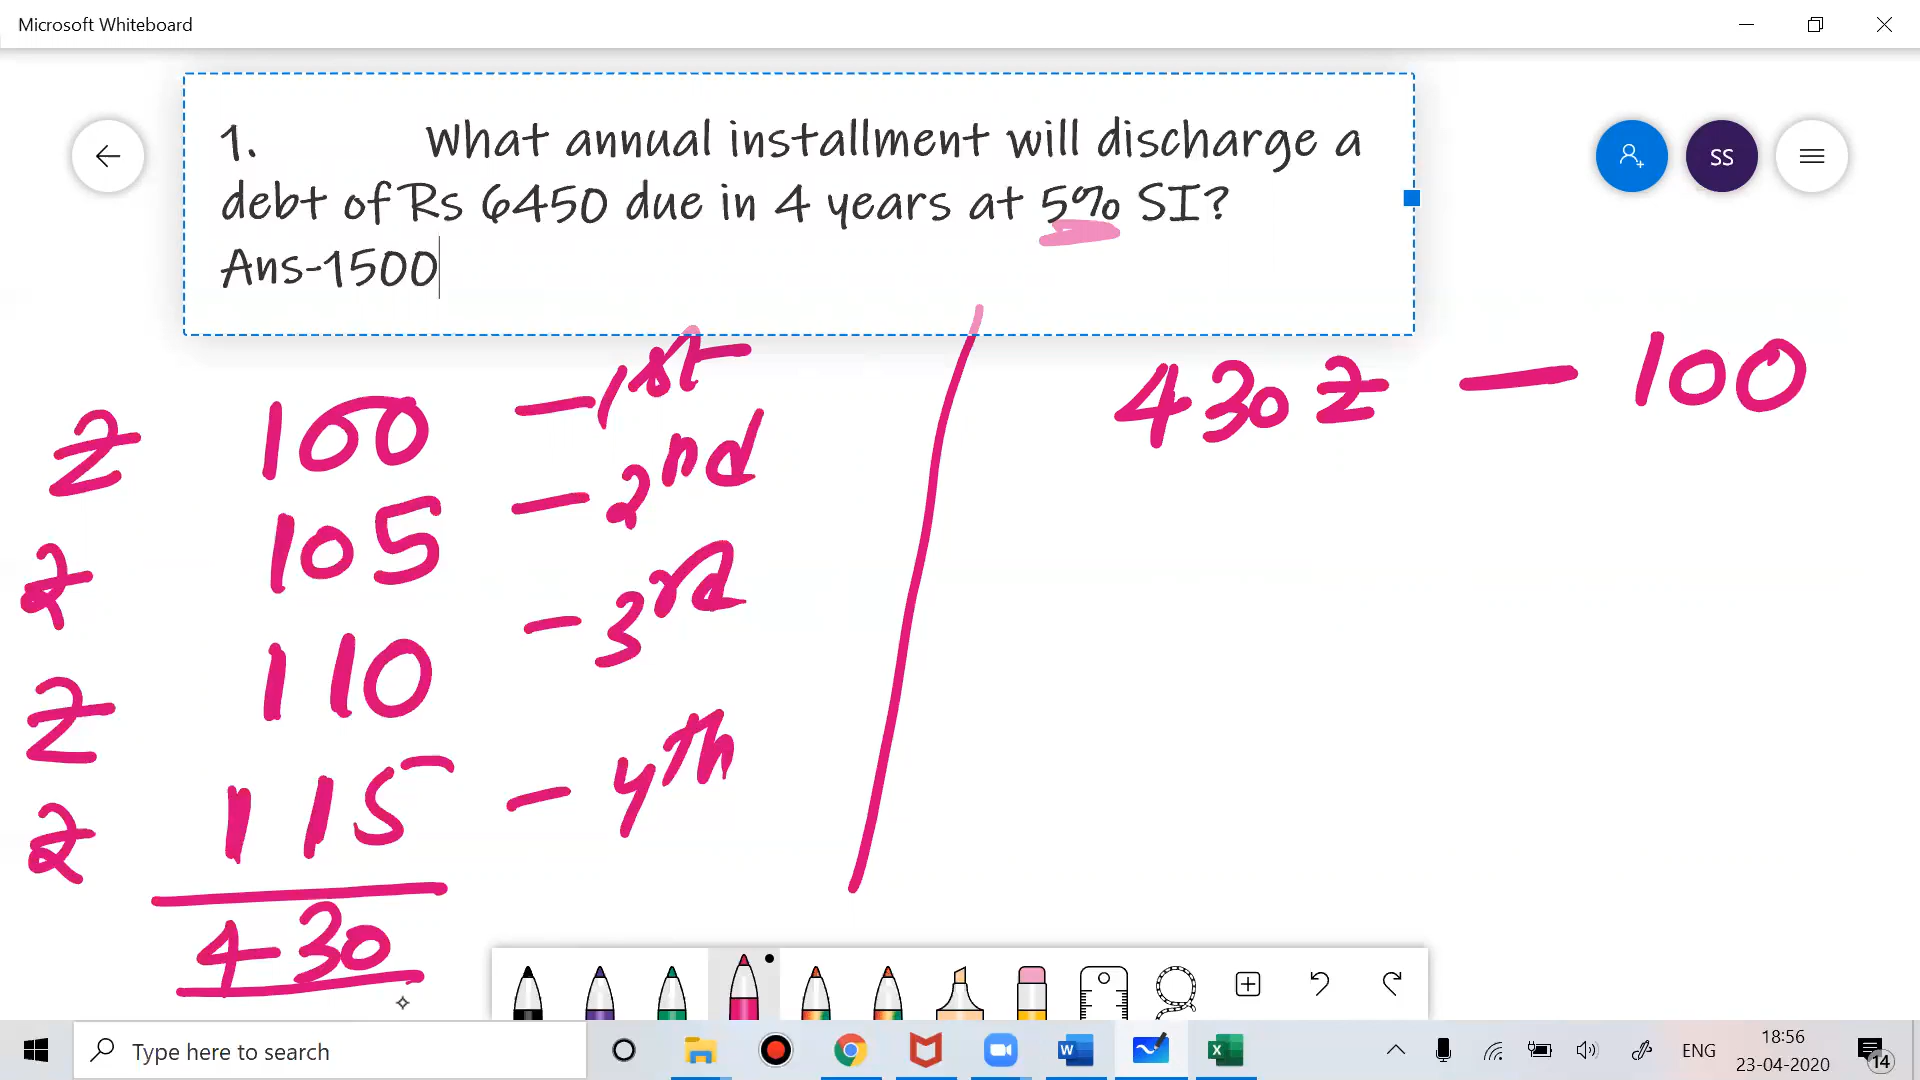 Microsoft Whiteboard
1. What annual installment will discharge a
debt of Rs 6450 due in 4 years at 5% SI?
Ans-1500
SS
z 100 - 1st
z 105 - 2nd
z 110 - 3rd
z 115 - 4th
430
430 z - 100
Type here to search
ENG
18:56
23-04-2020
14